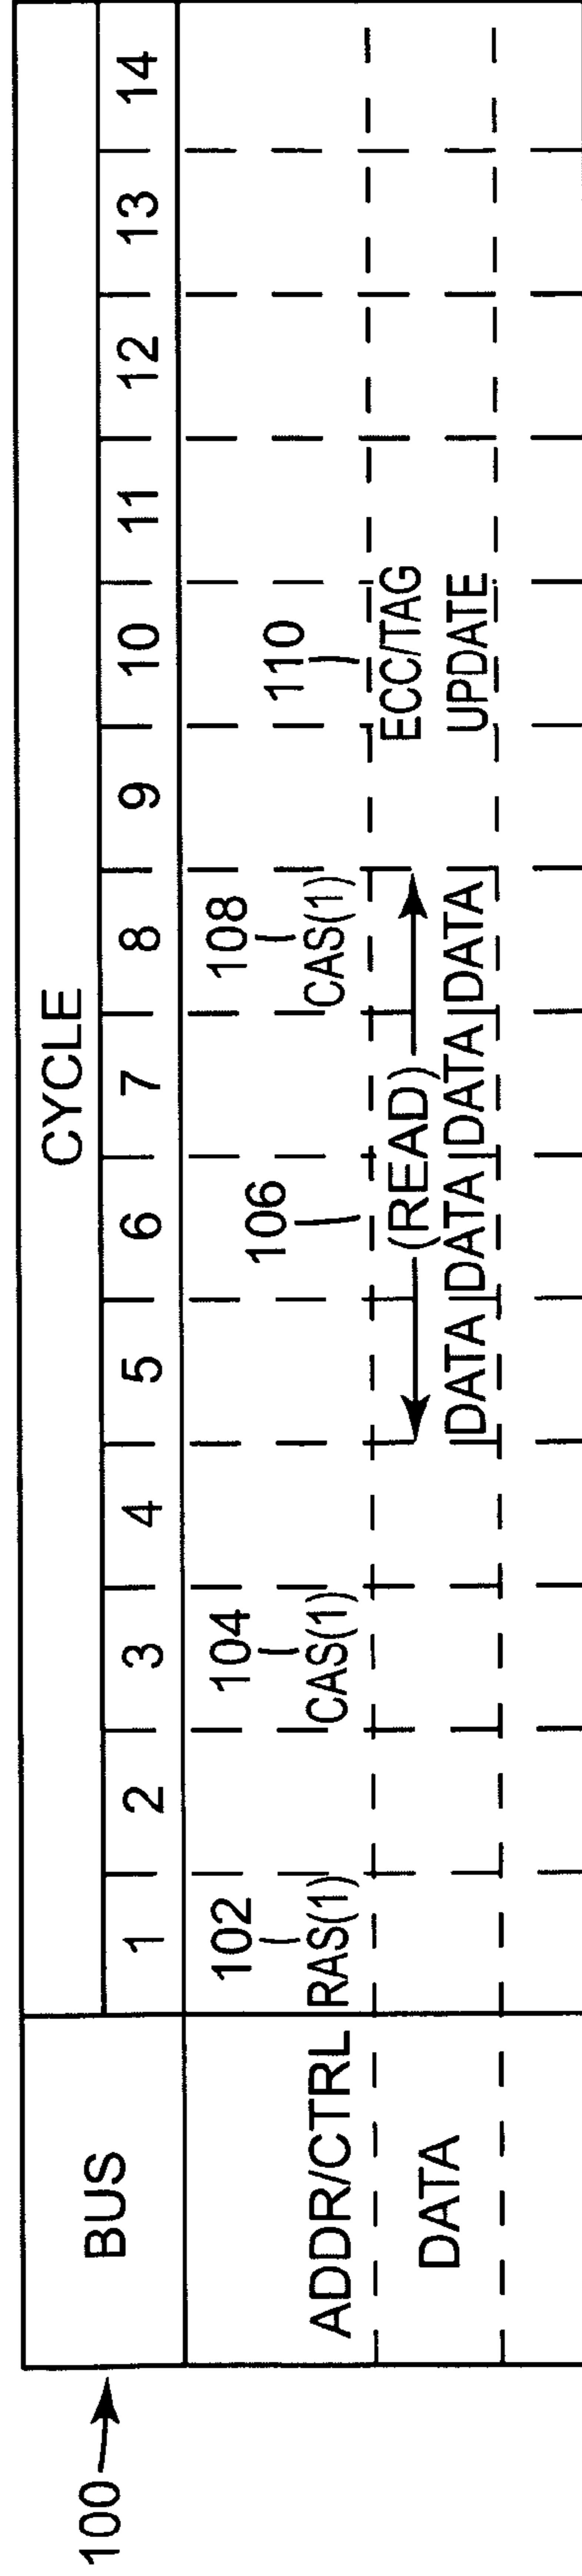 CYCLE
BUS 1 2 3 4 5 6 7 8 9 10 11 12 13 14
102 104 106 108 110
ADDR/CTRL RAS(1) CAS(1) CAS(1)
DATA (READ) ECC/TAG
DATA DATA DATA DATA UPDATE
100